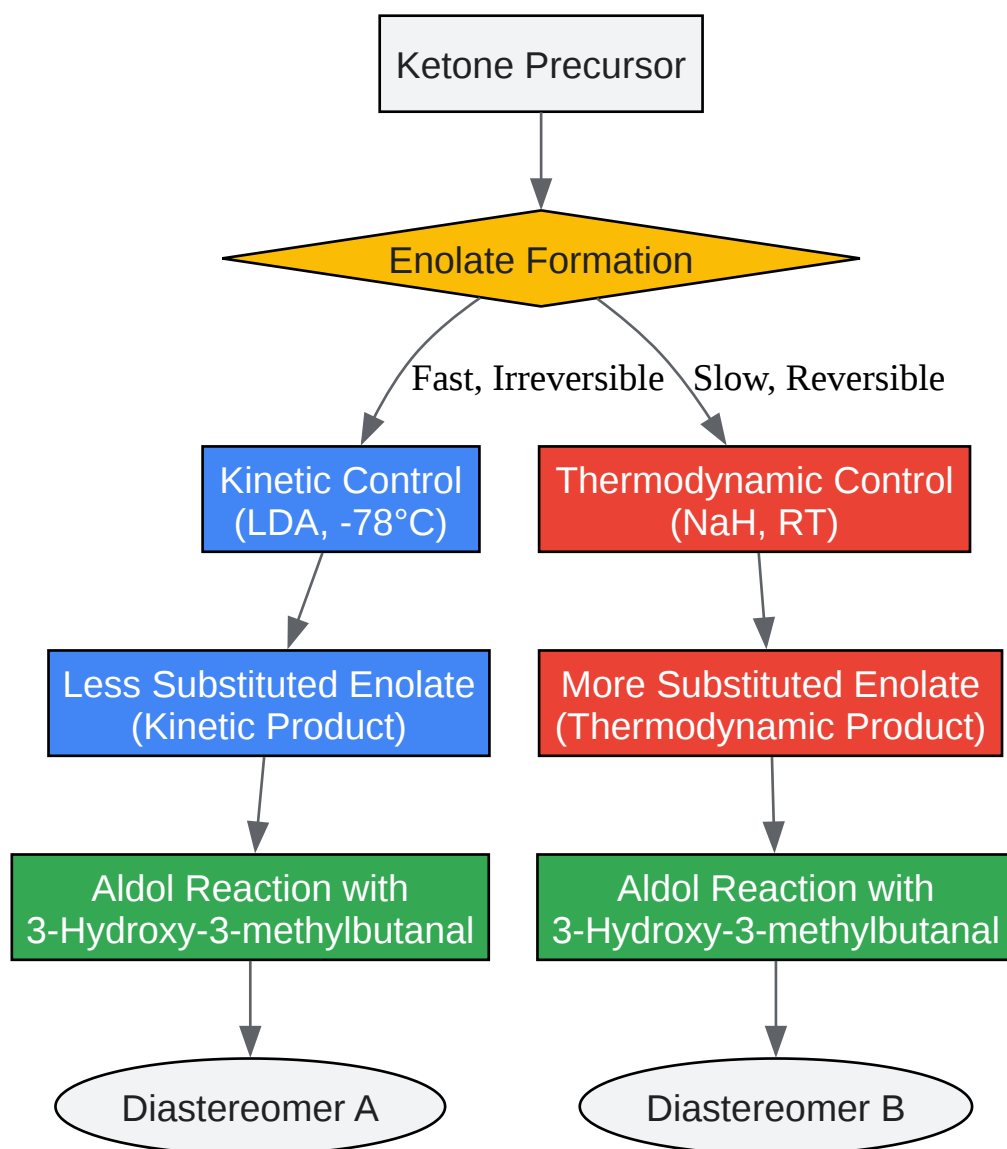 Ketone Precursor
Enolate Formation
Fast, Irreversible
Slow, Reversible
Kinetic Control
(LDA, -78°C)
Thermodynamic Control
(NaH, RT)
Less Substituted Enolate
(Kinetic Product)
More Substituted Enolate
(Thermodynamic Product)
Aldol Reaction with
3-Hydroxy-3-methylbutanal
Aldol Reaction with
3-Hydroxy-3-methylbutanal
Diastereomer A
Diastereomer B